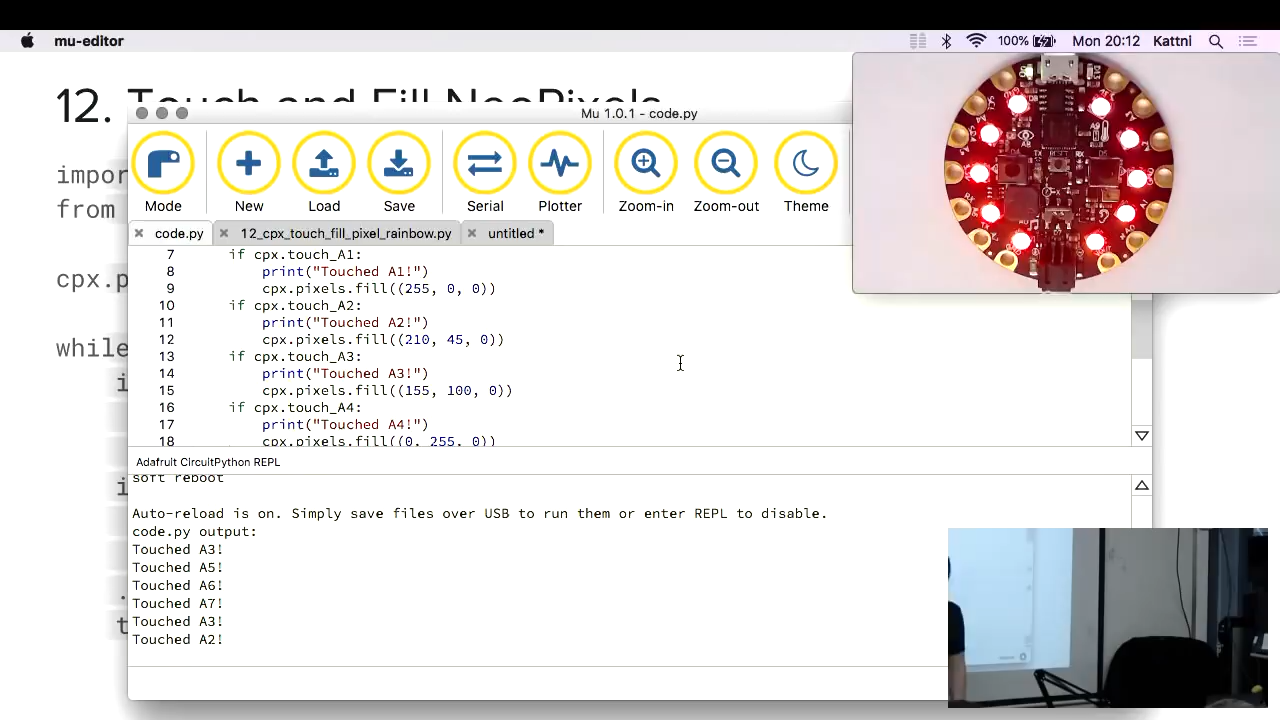 mu-editor
100%
Mon 20:12
Kattni
12. Touch and Fill NeoPixels
Mu 1.0.1 - code.py
Mode
New
Load
Save
Serial
Plotter
Zoom-in
Zoom-out
Theme
code.py
12_cpx_touch_fill_pixel_rainbow.py
untitled *
impor
from
cpx.p
while
i
i
.
t
7 if cpx.touch_A1:
8 print("Touched A1!")
9 cpx.pixels.fill((255, 0, 0))
10 if cpx.touch_A2:
11 print("Touched A2!")
12 cpx.pixels.fill((210, 45, 0))
13 if cpx.touch_A3:
14 print("Touched A3!")
15 cpx.pixels.fill((155, 100, 0))
16 if cpx.touch_A4:
17 print("Touched A4!")
18 cpx.pixels.fill((0, 255, 0))
Adafruit CircuitPython REPL
soft reboot
Auto-reload is on. Simply save files over USB to run them or enter REPL to disable.
code.py output:
Touched A3!
Touched A5!
Touched A6!
Touched A7!
Touched A3!
Touched A2!